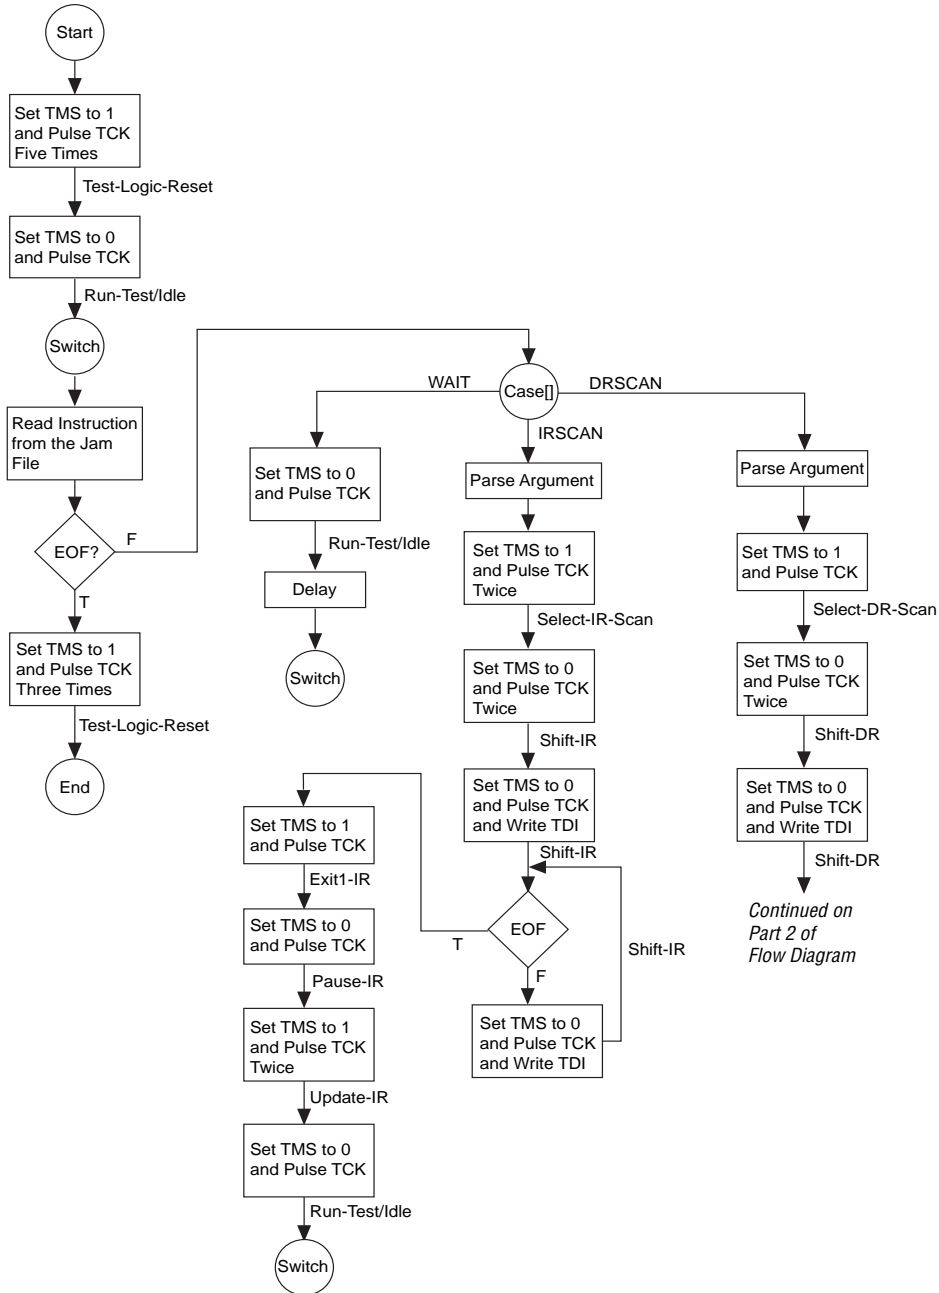 Start
Set TMS to 1
and Pulse TCK
Five Times
Test-Logic-Reset
Set TMS to 0
and Pulse TCK
Run-Test/Idle
Switch
Read Instruction
from the Jam
File
EOF?
F
T
Set TMS to 1
and Pulse TCK
Three Times
Test-Logic-Reset
End
Case[]
WAIT
DRSCAN
IRSCAN
Set TMS to 0
and Pulse TCK
Run-Test/Idle
Delay
Switch
Parse Argument
Set TMS to 1
and Pulse TCK
Twice
Select-IR-Scan
Set TMS to 0
and Pulse TCK
Twice
Shift-IR
Set TMS to 0
and Pulse TCK
and Write TDI
Shift-IR
EOF
T
F
Shift-IR
Set TMS to 0
and Pulse TCK
and Write TDI
Set TMS to 1
and Pulse TCK
Exit1-IR
Set TMS to 0
and Pulse TCK
Pause-IR
Set TMS to 1
and Pulse TCK
Twice
Update-IR
Set TMS to 0
and Pulse TCK
Run-Test/Idle
Switch
Parse Argument
Set TMS to 1
and Pulse TCK
Select-DR-Scan
Set TMS to 0
and Pulse TCK
Twice
Shift-DR
Set TMS to 0
and Pulse TCK
and Write TDI
Shift-DR
Continued on
Part 2 of
Flow Diagram